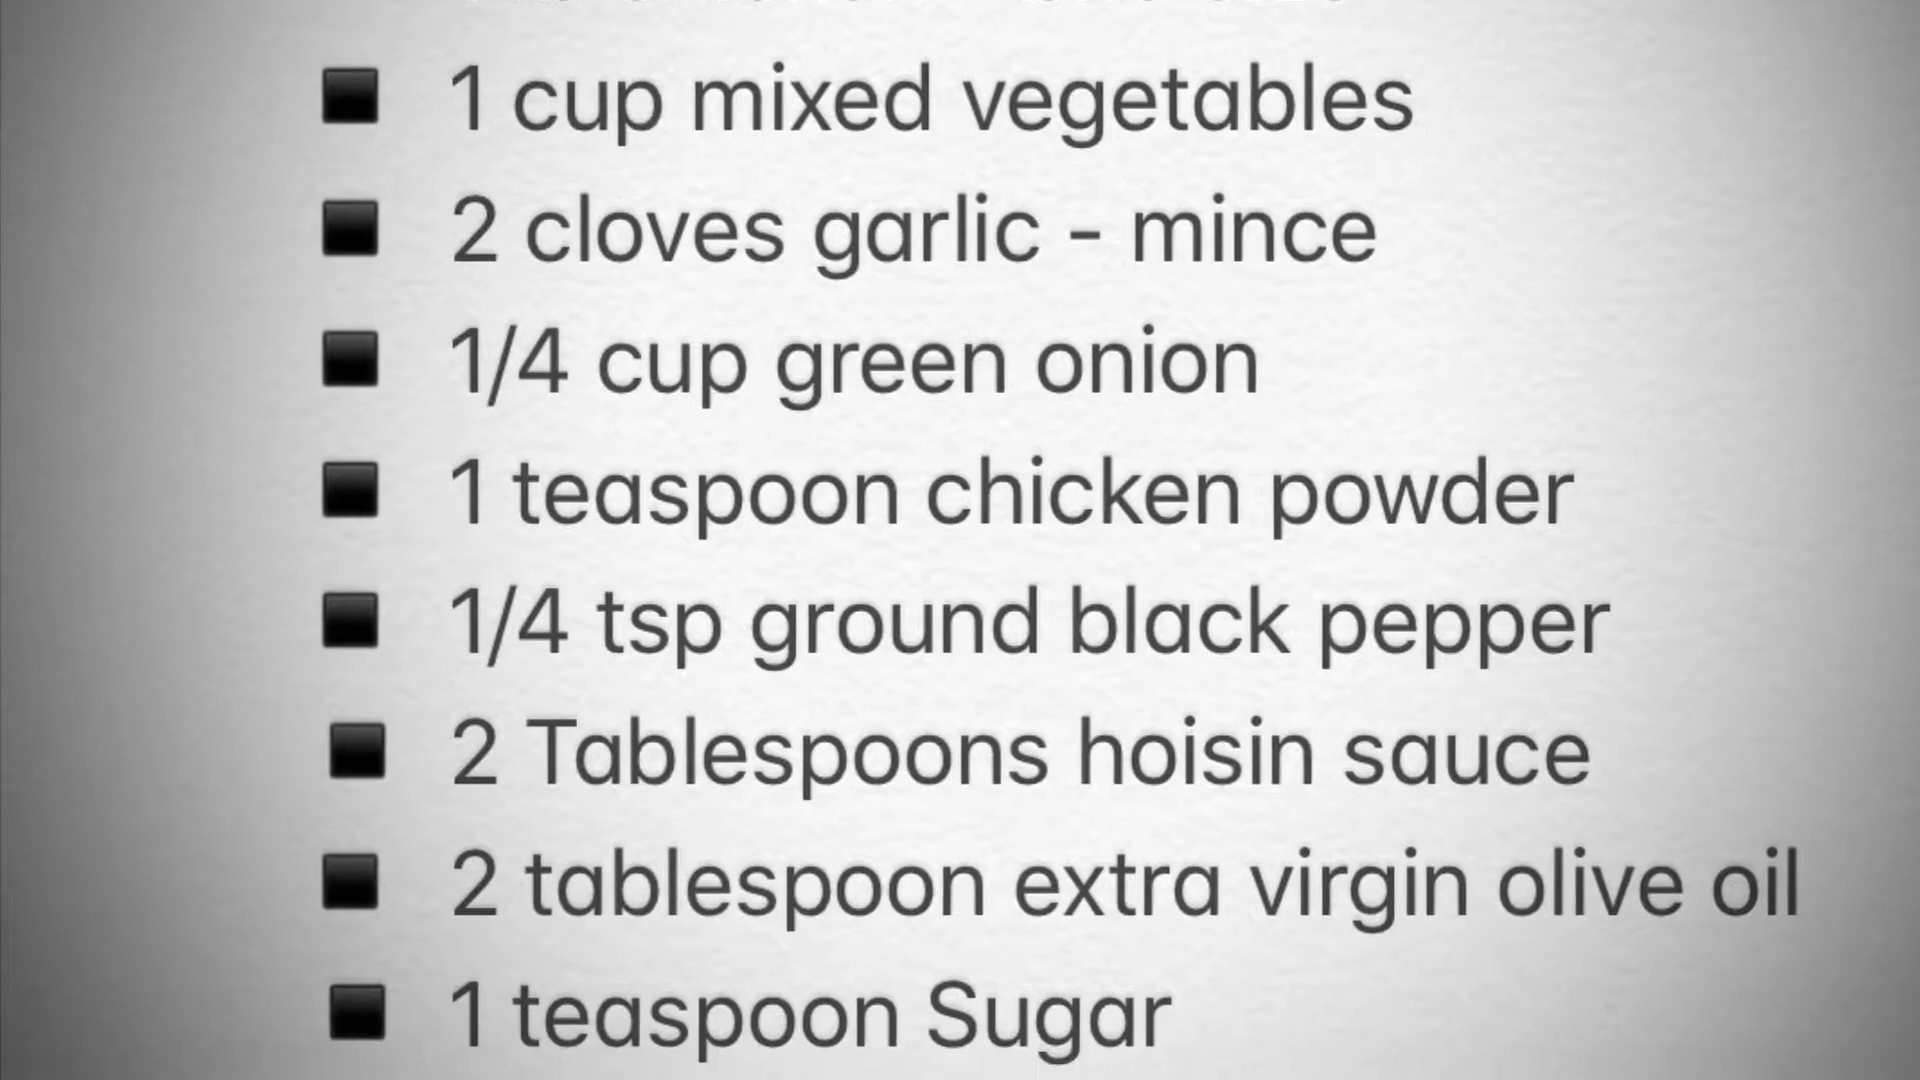 1 cup mixed vegetables
2 cloves garlic - mince
1/4 cup green onion
1 teaspoon chicken powder
1/4 tsp ground black pepper
2 Tablespoons hoisin sauce
2 tablespoon extra virgin olive oil
1 teaspoon Sugar